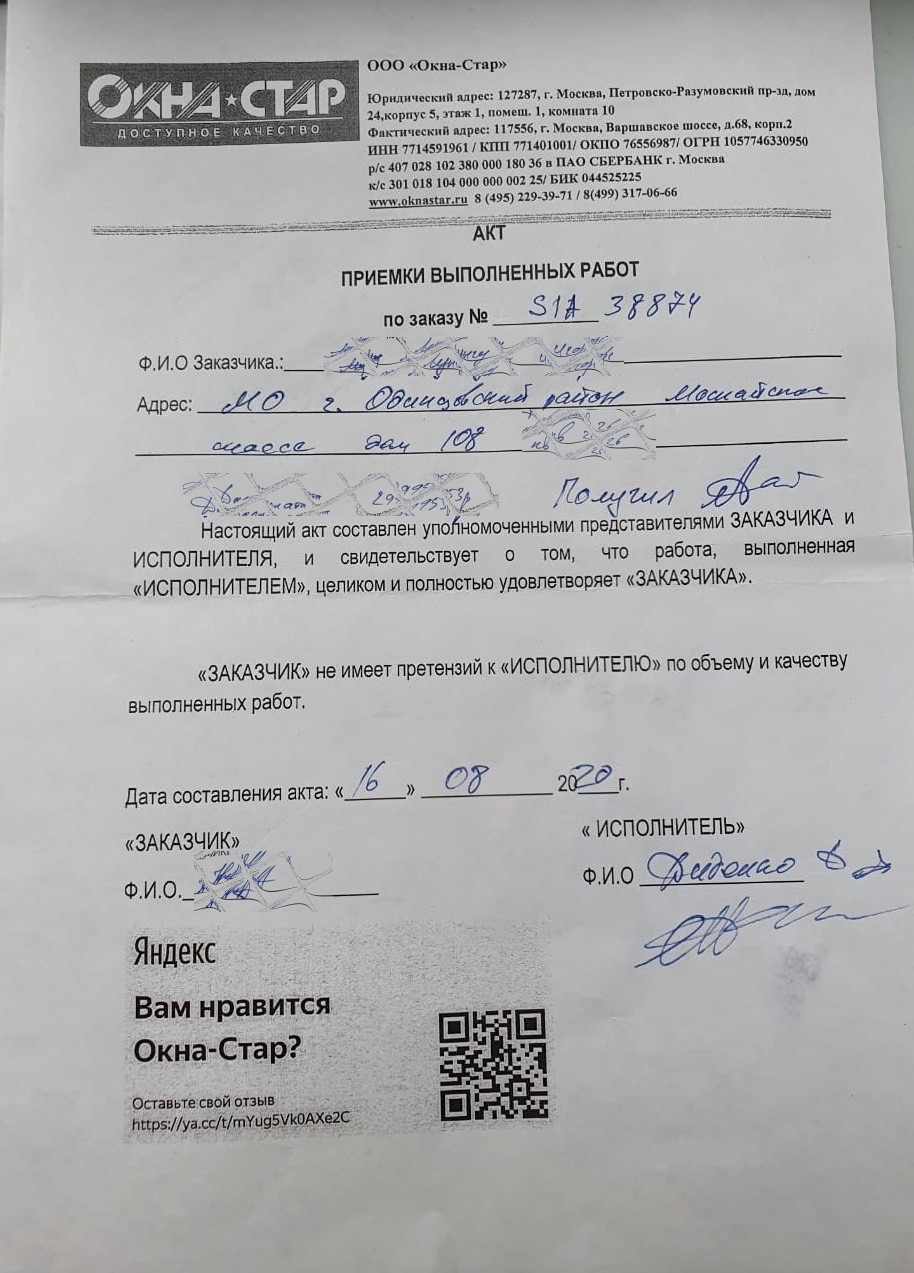 ОКНА★СТАР
ДОСТУПНОЕ КАЧЕСТВО
ООО «Окна-Стар»
Юридический адрес: 127287, г. Москва, Петровско-Разумовский пр-зд, дом
24,корпус 5, этаж 1, помещ. 1, комната 10
Фактический адрес: 117556, г. Москва, Варшавское шоссе, д.68, корп.2
ИНН 7714591961 / КПП 771401001/ ОКПО 76556987/ ОГРН 1057746330950
р/с 407 028 102 380 000 180 36 в ПАО СБЕРБАНК г. Москва
к/с 301 018 104 000 000 002 25/ БИК 044525225
www.oknastar.ru 8 (495) 229-39-71 / 8(499) 317-06-66
АКТ
ПРИЕМКИ ВЫПОЛНЕННЫХ РАБОТ
по заказу № S1A 38874
Ф.И.О Заказчика.:
Адрес: МО г. Одинцовский районМожайское
шоссе дом 108
Получил
Настоящий акт составлен уполномоченными представителями ЗАКАЗЧИКА и
ИСПОЛНИТЕЛЯ, и свидетельствует о том, что работа, выполненная
«ИСПОЛНИТЕЛЕМ», целиком и полностью удовлетворяет «ЗАКАЗЧИКА».
«ЗАКАЗЧИК» не имеет претензий к «ИСПОЛНИТЕЛЮ» по объему и качеству
выполненных работ.
Дата составления акта: «16» 08 2020 г.
«ЗАКАЗЧИК»
« ИСПОЛНИТЕЛЬ»
Ф.И.О.
Ф.И.О Диденко
Яндекс
Вам нравится
Окна-Стар?
Оставьте свой отзыв
https://ya.cc/t/mYug5Vk0AXe2C